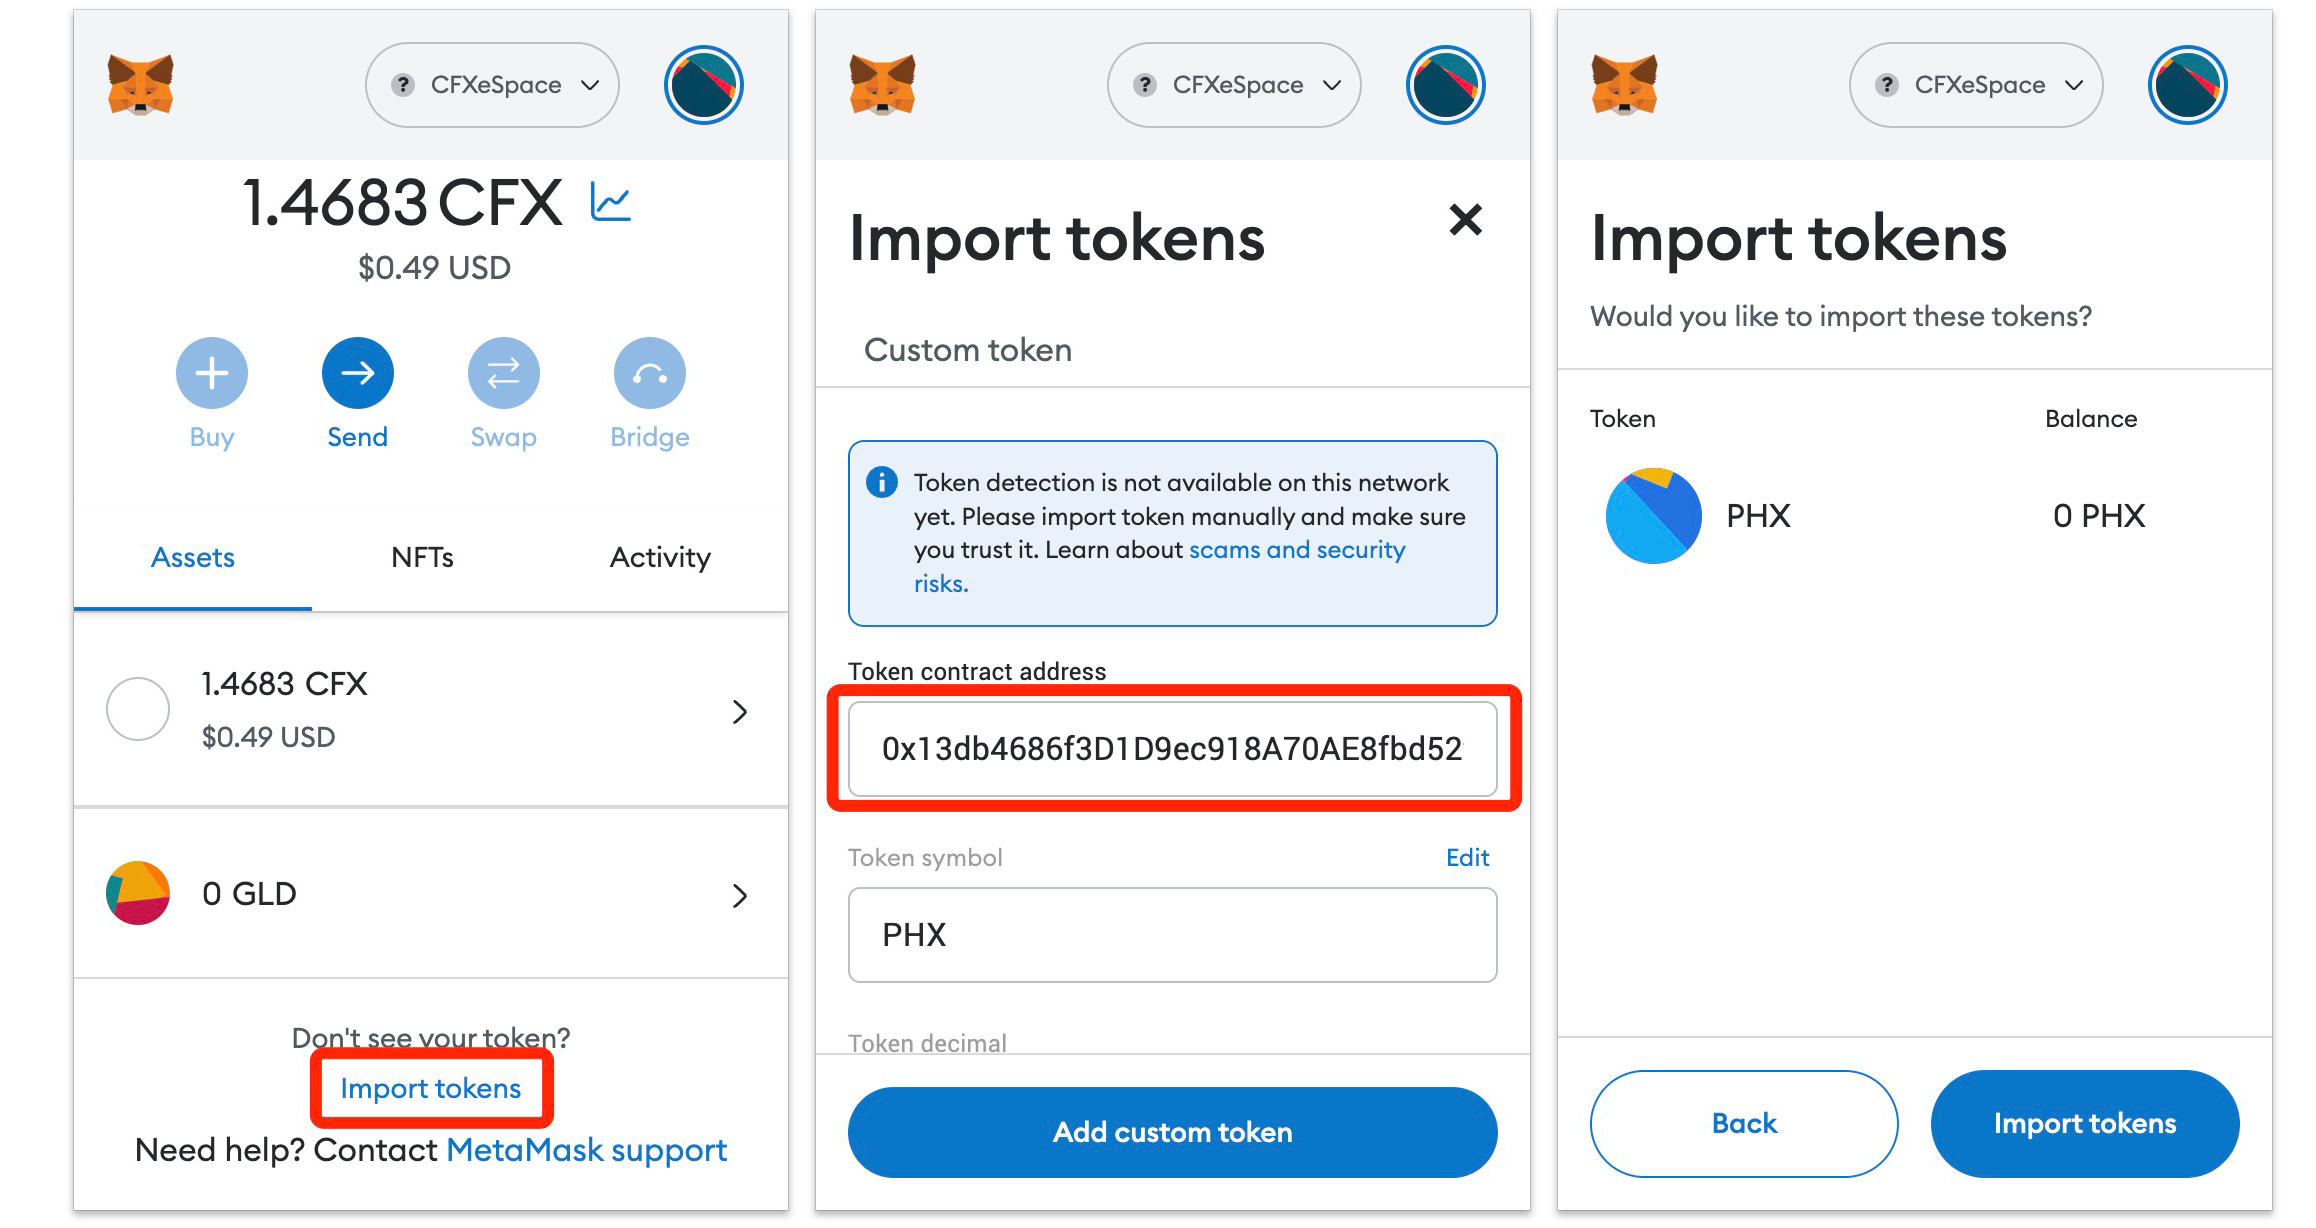 ? CFXeSpace
1.4683 CFX
$0.49 USD
Buy
Send
Swap
Bridge
Assets
NFTs
Activity
1.4683 CFX
$0.49 USD
0 GLD
Don't see your token?
Import tokens
Need help? Contact MetaMask support
? CFXeSpace
Import tokens
Custom token
Token detection is not available on this network
yet. Please import token manually and make sure
you trust it. Learn about scams and security
risks.
Token contract address
0x13db4686f3D1D9ec918A70AE8fbd52
Token symbol
Edit
PHX
Token decimal
Add custom token
? CFXeSpace
Import tokens
Would you like to import these tokens?
Token
Balance
PHX
0 PHX
Back
Import tokens